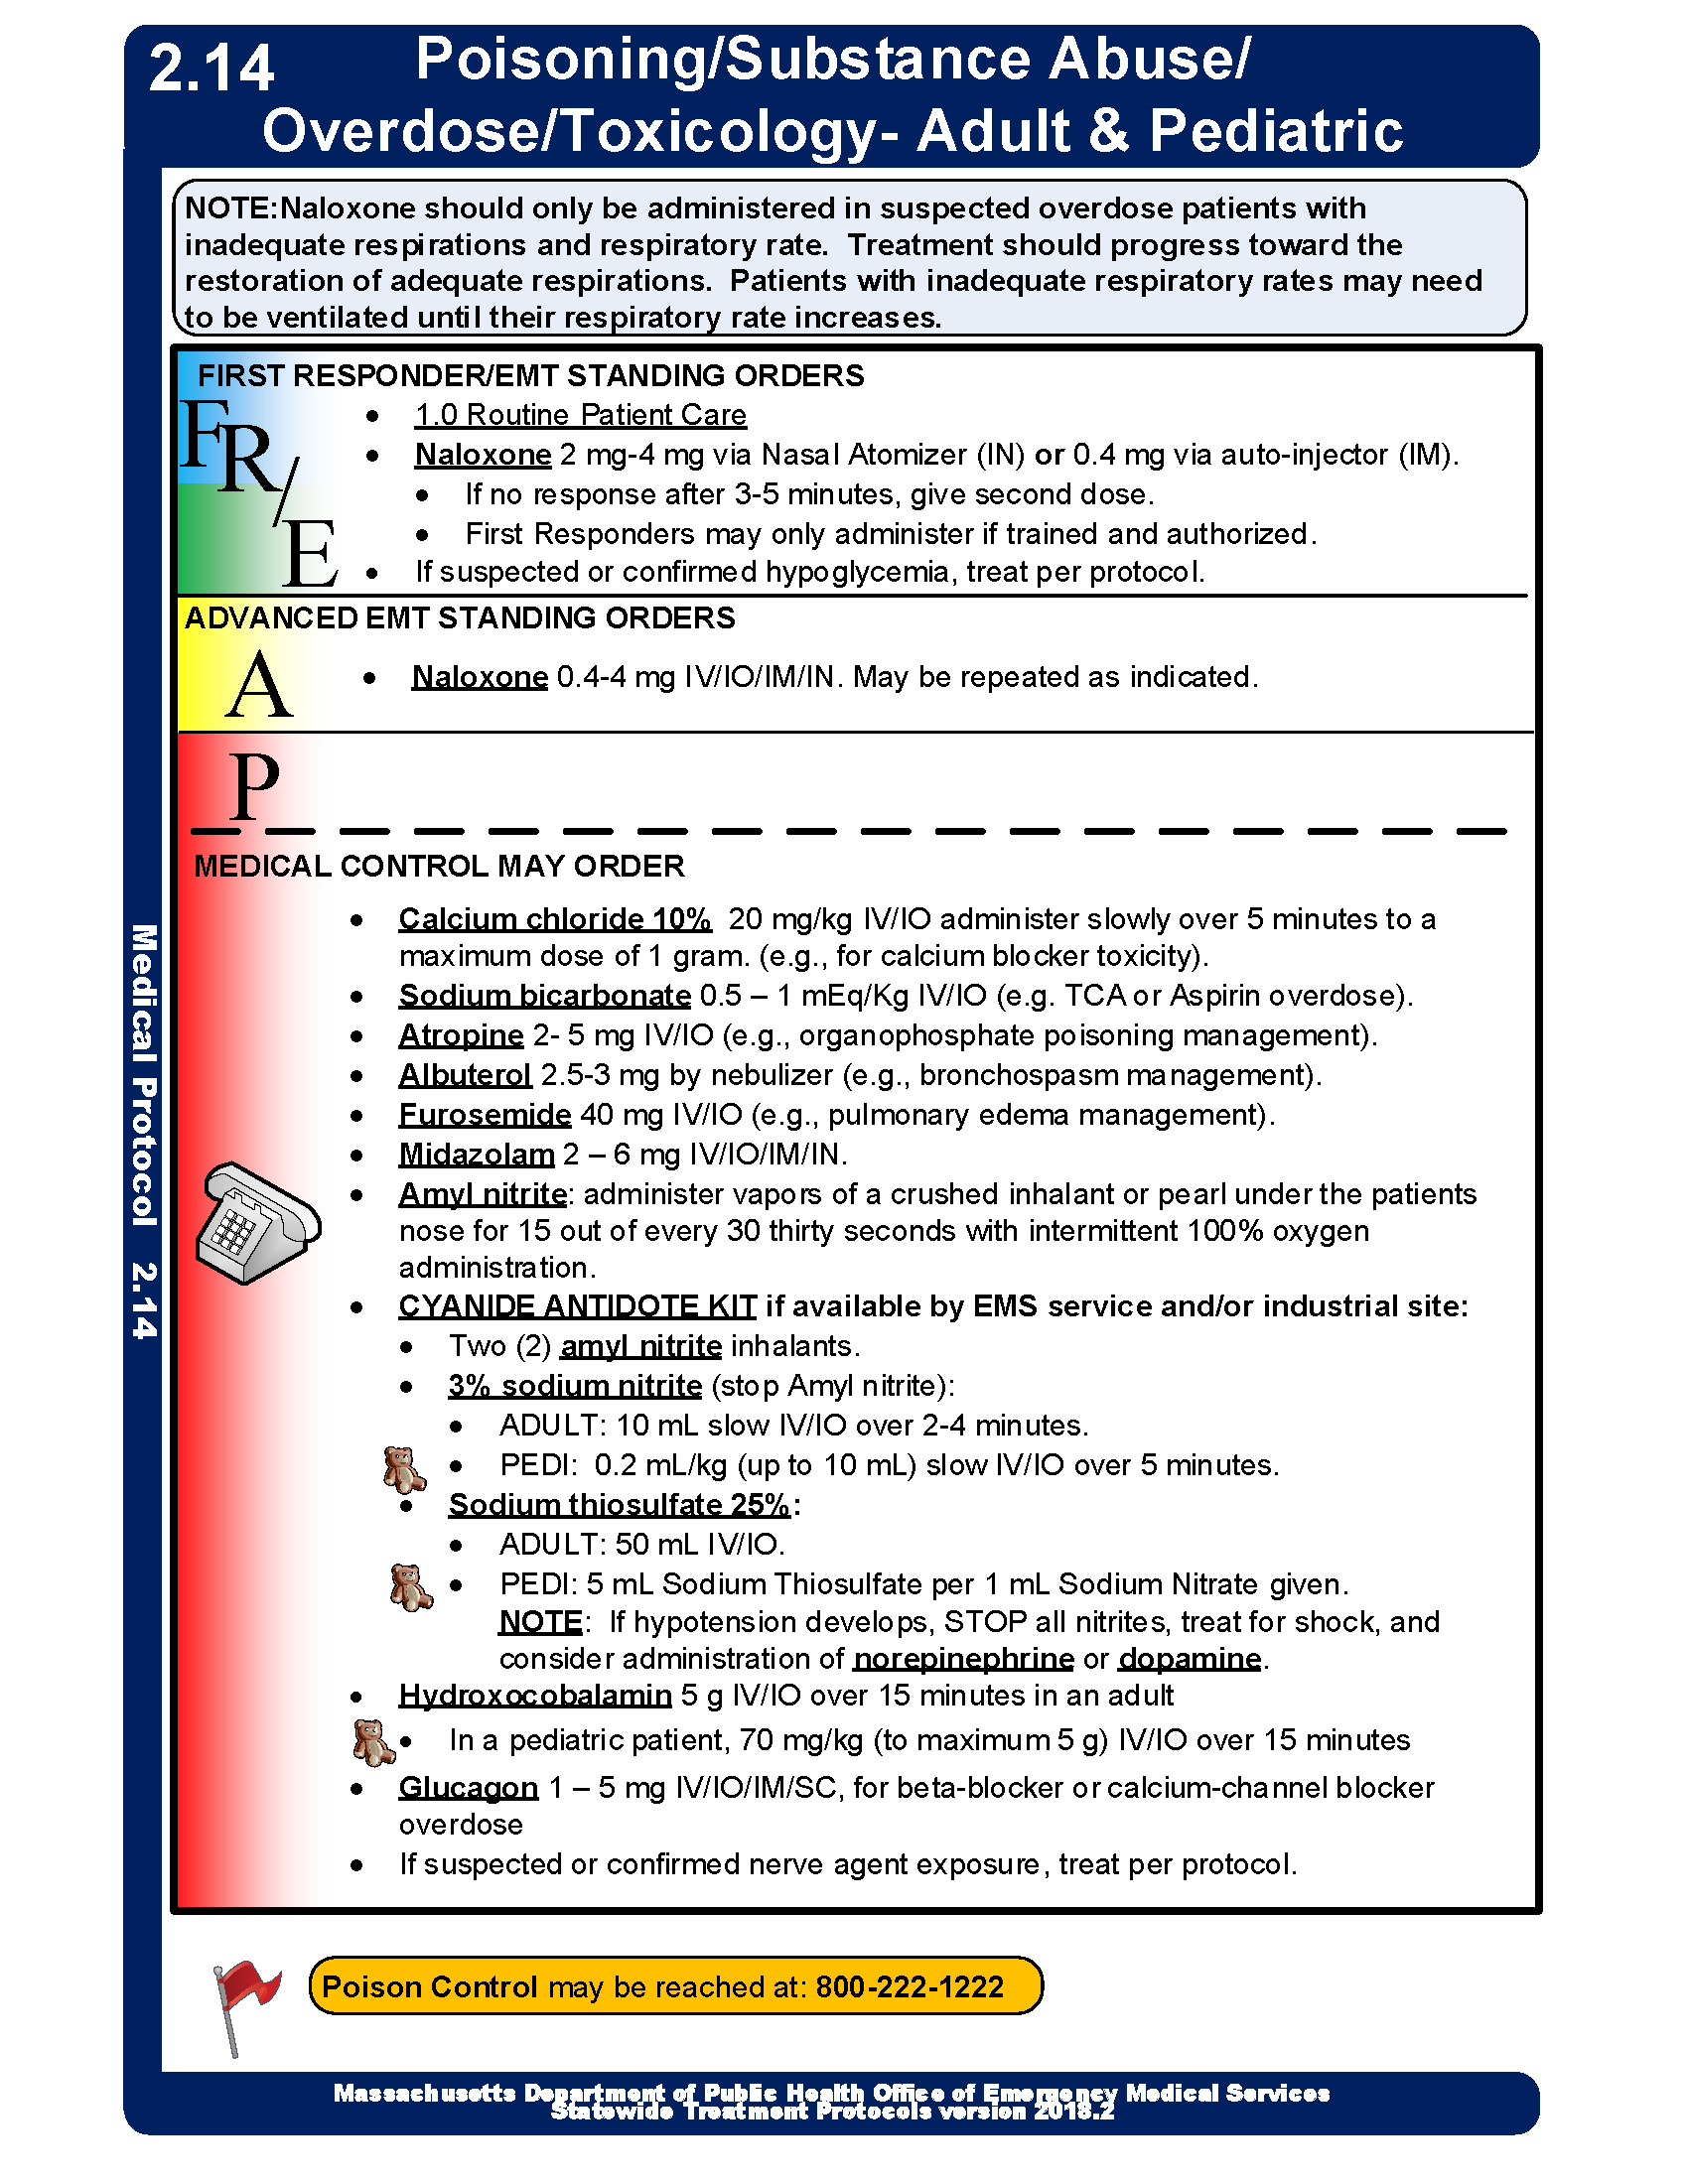 2.14
Poisoning/Substance Abuse/
Overdose/Toxicology- Adult & Pediatric
NOTE:Naloxone should only be administered in suspected overdose patients with
inadequate respirations and respiratory rate.  Treatment should progress toward the
restoration of adequate respirations.  Patients with inadequate respiratory rates may need
to be ventilated until their respiratory rate increases.
FIRST RESPONDER/EMT STANDING ORDERS
FR/E
• 1.0 Routine Patient Care
• Naloxone 2 mg-4 mg via Nasal Atomizer (IN) or 0.4 mg via auto-injector (IM).
• If no response after 3-5 minutes, give second dose.
• First Responders may only administer if trained and authorized.
• If suspected or confirmed hypoglycemia, treat per protocol.
ADVANCED EMT STANDING ORDERS
A
• Naloxone 0.4-4 mg IV/IO/IM/IN. May be repeated as indicated.
P
MEDICAL CONTROL MAY ORDER
• Calcium chloride 10%  20 mg/kg IV/IO administer slowly over 5 minutes to a
maximum dose of 1 gram. (e.g., for calcium blocker toxicity).
• Sodium bicarbonate 0.5 – 1 mEq/Kg IV/IO (e.g. TCA or Aspirin overdose).
• Atropine 2- 5 mg IV/IO (e.g., organophosphate poisoning management).
• Albuterol 2.5-3 mg by nebulizer (e.g., bronchospasm management).
• Furosemide 40 mg IV/IO (e.g., pulmonary edema management).
• Midazolam 2 – 6 mg IV/IO/IM/IN.
• Amyl nitrite: administer vapors of a crushed inhalant or pearl under the patients
nose for 15 out of every 30 thirty seconds with intermittent 100% oxygen
administration.
• CYANIDE ANTIDOTE KIT if available by EMS service and/or industrial site:
• Two (2) amyl nitrite inhalants.
• 3% sodium nitrite (stop Amyl nitrite):
• ADULT: 10 mL slow IV/IO over 2-4 minutes.
• PEDI:  0.2 mL/kg (up to 10 mL) slow IV/IO over 5 minutes.
• Sodium thiosulfate 25%:
• ADULT: 50 mL IV/IO.
• PEDI: 5 mL Sodium Thiosulfate per 1 mL Sodium Nitrate given.
NOTE:  If hypotension develops, STOP all nitrites, treat for shock, and
consider administration of norepinephrine or dopamine.
• Hydroxocobalamin 5 g IV/IO over 15 minutes in an adult
• In a pediatric patient, 70 mg/kg (to maximum 5 g) IV/IO over 15 minutes
• Glucagon 1 – 5 mg IV/IO/IM/SC, for beta-blocker or calcium-channel blocker
overdose
• If suspected or confirmed nerve agent exposure, treat per protocol.
Medical Protocol  2.14
Poison Control may be reached at: 800-222-1222
Massachusetts Department of Public Health Office of Emergency Medical Services
Statewide Treatment Protocols version 2018.2